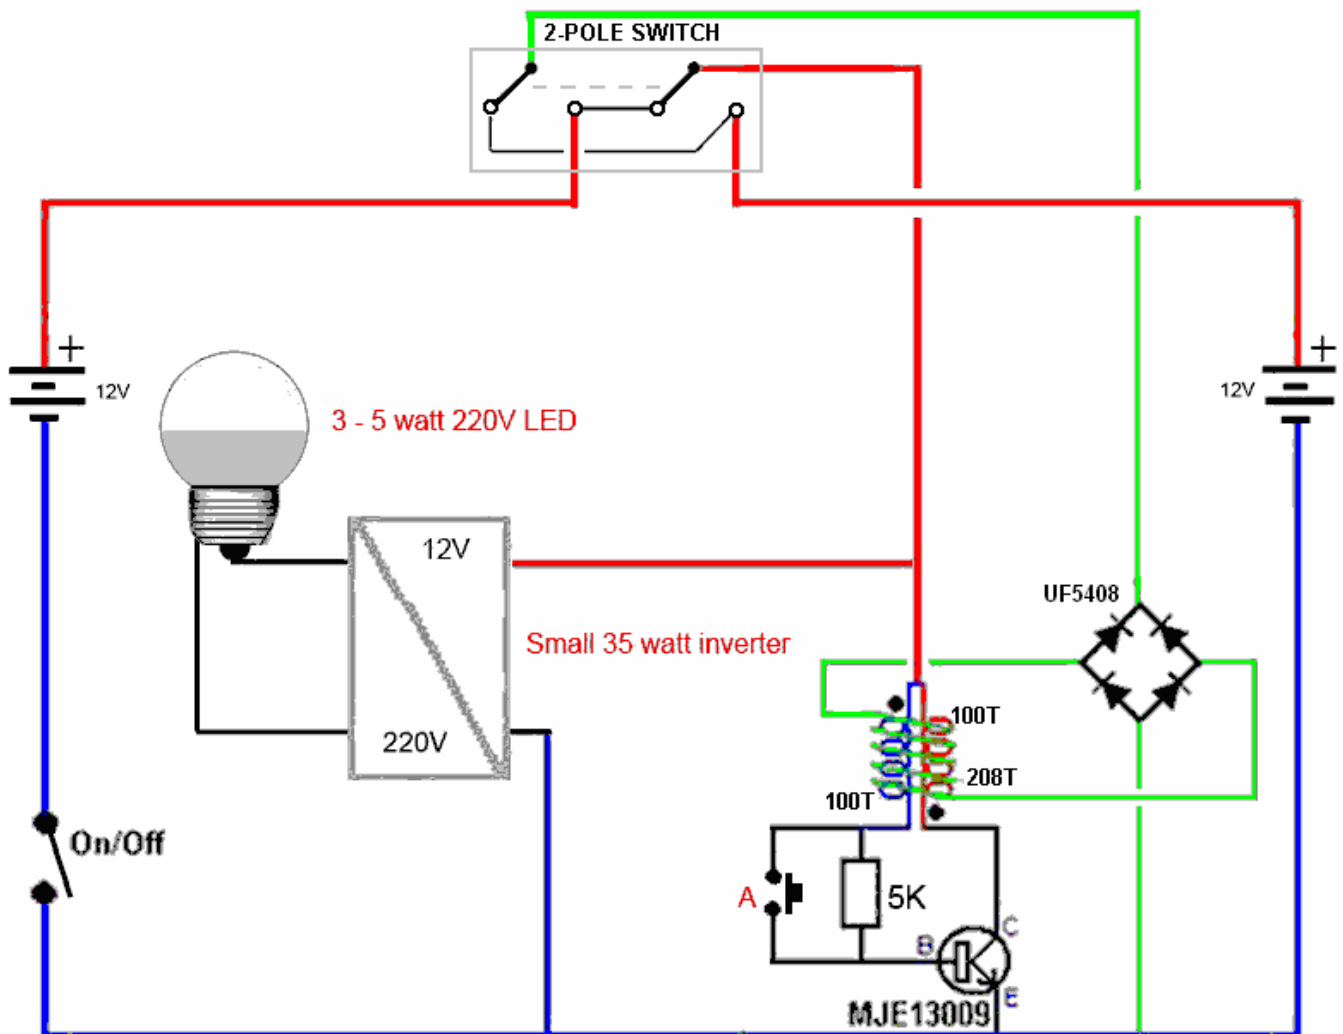 2-POLE SWITCH
+
12V
+
12V
3 - 5 watt 220V LED
12V
Small 35 watt inverter
220V
UF5408
100T
208T
100T
On/Off
A
5K
B
C
E
MJE13009